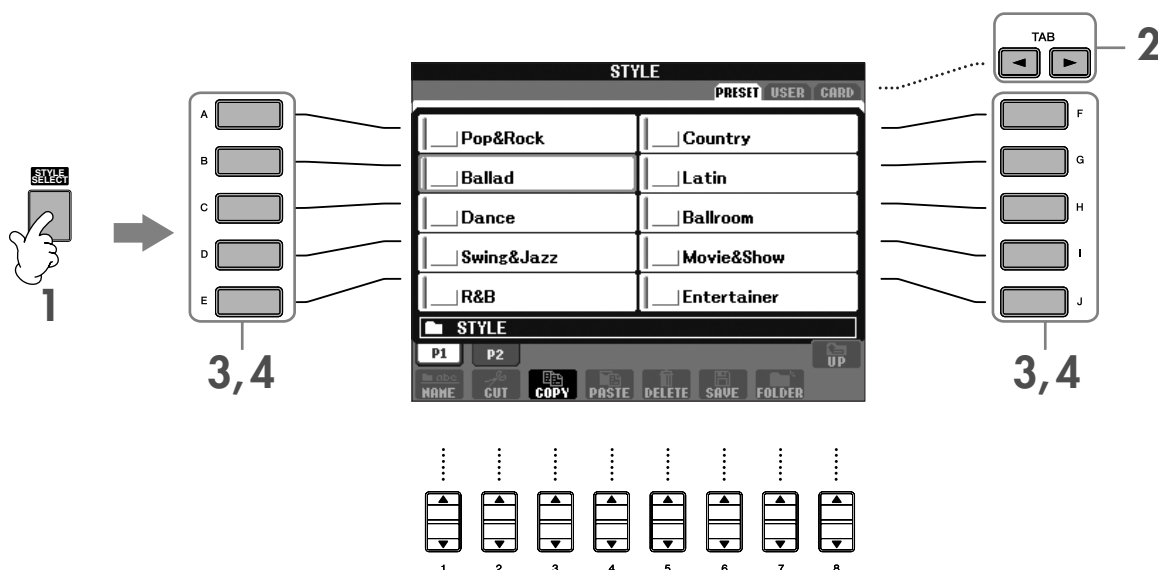 TAB
2
STYLE
PRESET USER CARD
A
Pop&Rock
Country
F
B
Ballad
Latin
G
STYLE
SELECT
C
Dance
Ballroom
H
D
Swing&Jazz
Movie&Show
I
1
E
R&B
Entertainer
J
STYLE
P1 P2
UP
3,4
3,4
NAME CUT COPY PASTE DELETE SAVE FOLDER
abc
1 2 3 4 5 6 7 8